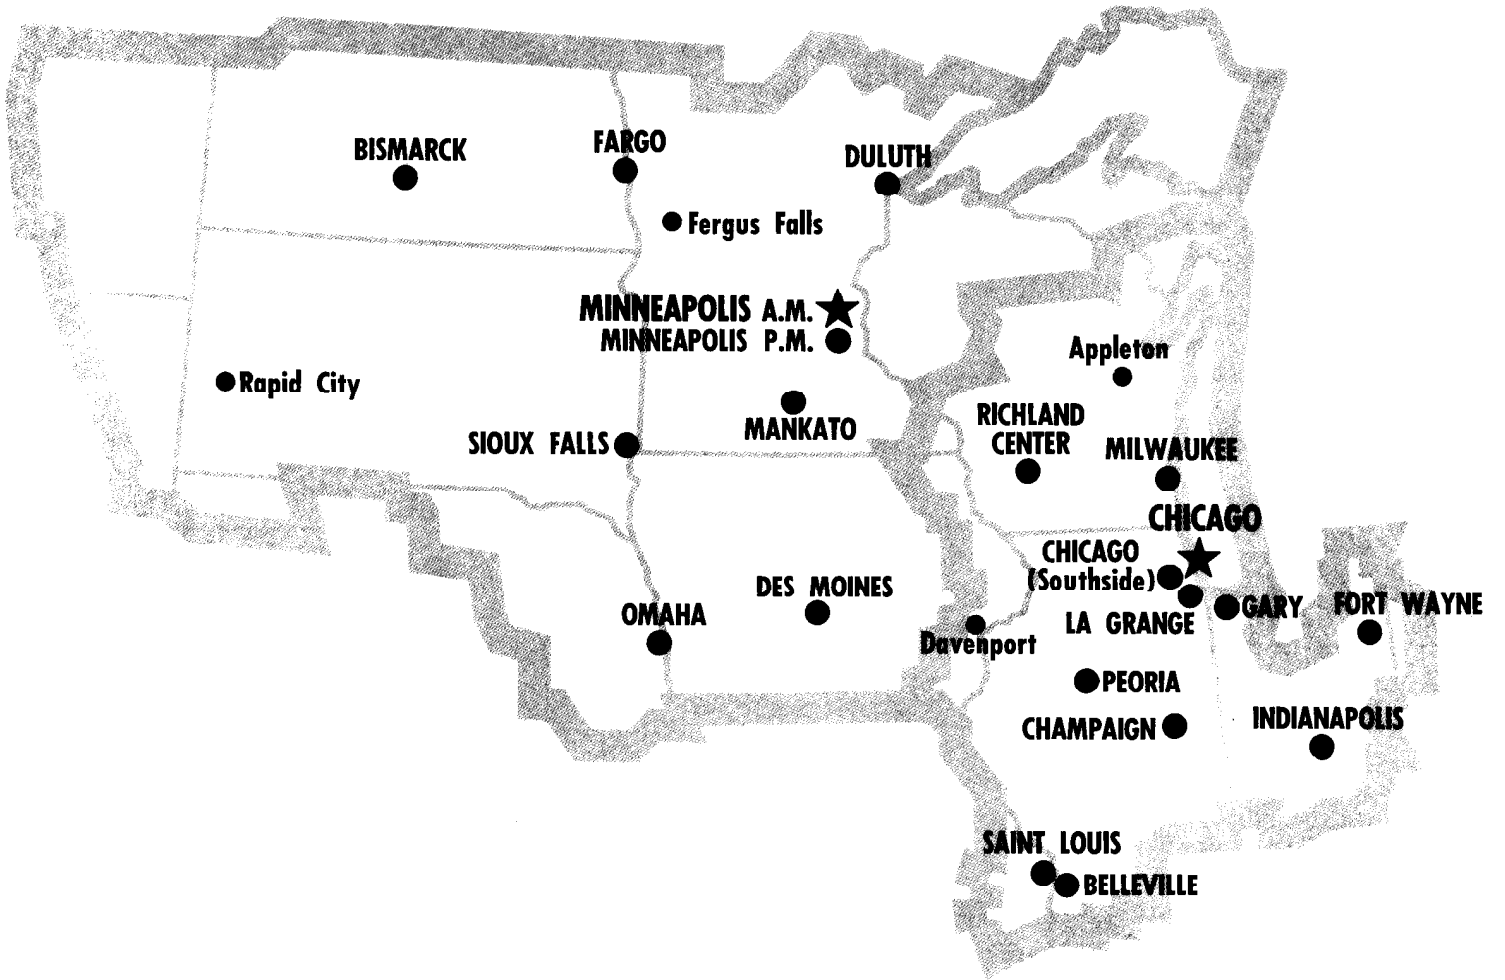 BISMARCK
FARGO
DULUTH
Fergus Falls
MINNEAPOLIS A.M.
MINNEAPOLIS P.M.
Appleton
Rapid City
MANKATO
RICHLAND
CENTER
SIOUX FALLS
MILWAUKEE
CHICAGO
CHICAGO
(Southside)
DES MOINES
OMAHA
LA GRANGE
GARY
FORT WAYNE
Davenport
PEORIA
CHAMPAIGN
INDIANAPOLIS
SAINT LOUIS
BELLEVILLE